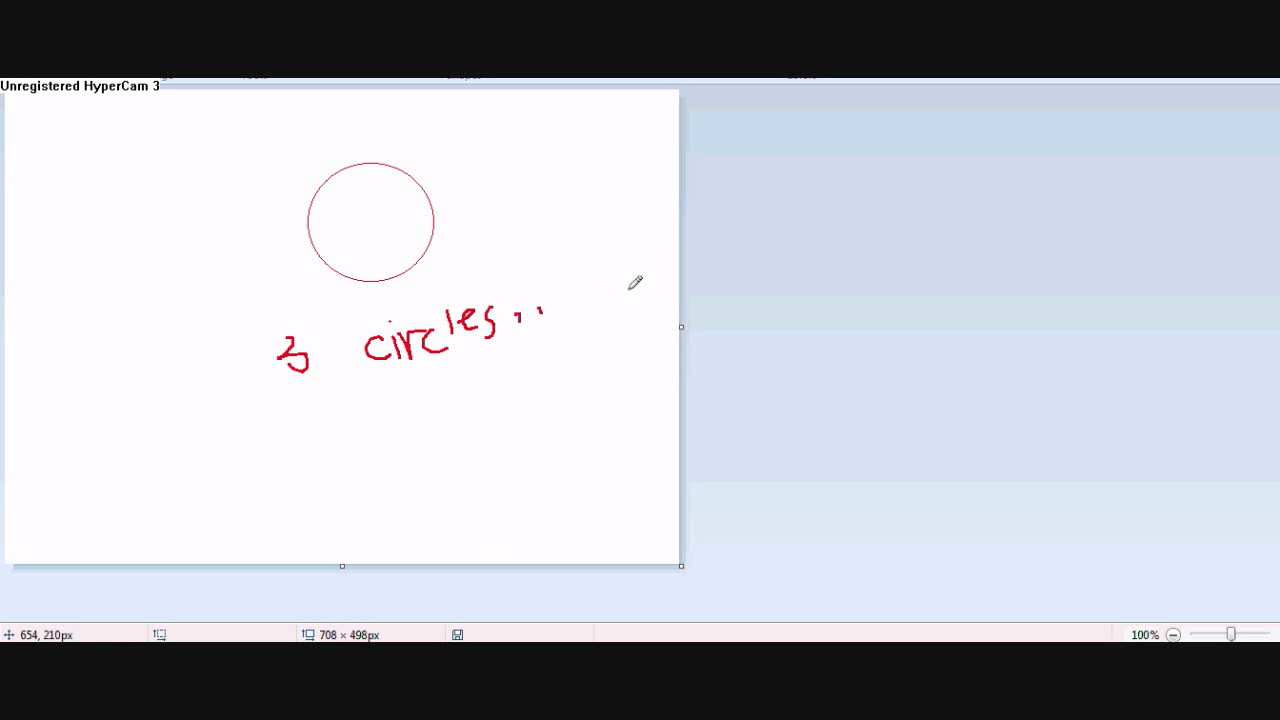 Unregistered HyperCam 3
3 circles..
654, 210px
708 × 498px
100%